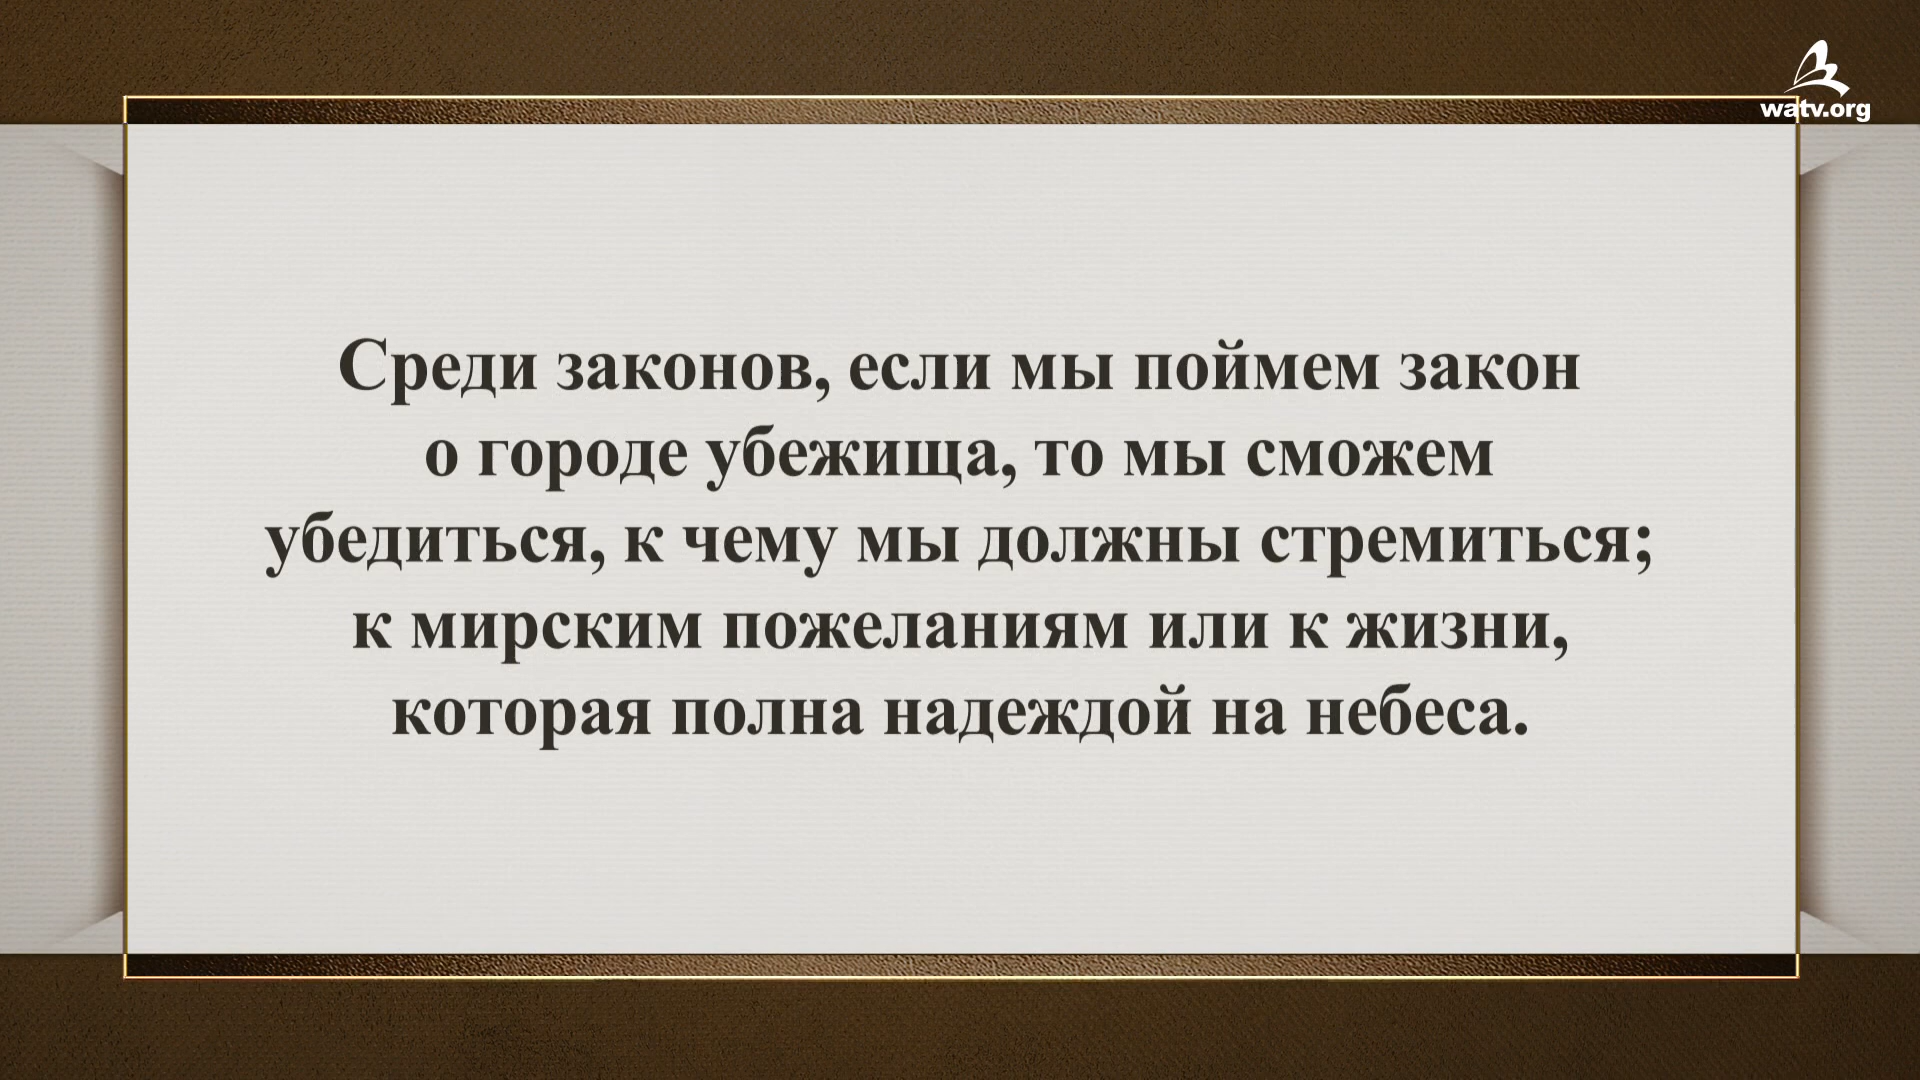 watv.org
Среди законов, если мы поймем закон
о городе убежища, то мы сможем
убедиться, к чему мы должны стремиться;
к мирским пожеланиям или к жизни,
которая полна надеждой на небеса.